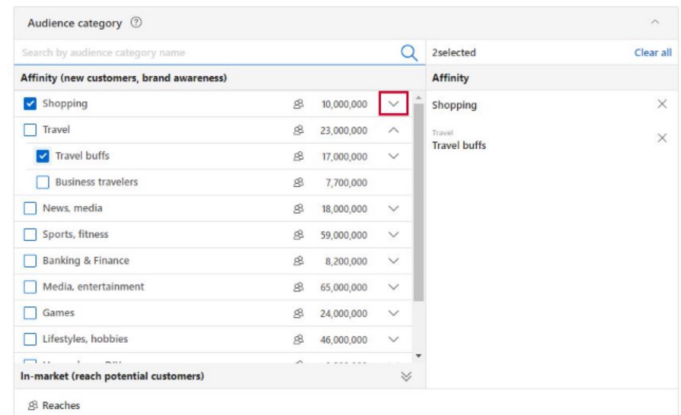 Audience category ?
Search by audience category name
2selected Clear all
Affinity (new customers, brand awareness)
Affinity
Shopping 10,000,000
Shopping
Travel 23,000,000
Travel
Travel buffs
Travel buffs 17,000,000
Business travelers 7,700,000
News, media 18,000,000
Sports, fitness 59,000,000
Banking & Finance 8,200,000
Media, entertainment 65,000,000
Games 24,000,000
Lifestyles, hobbies 46,000,000
In-market (reach potential customers)
Reaches